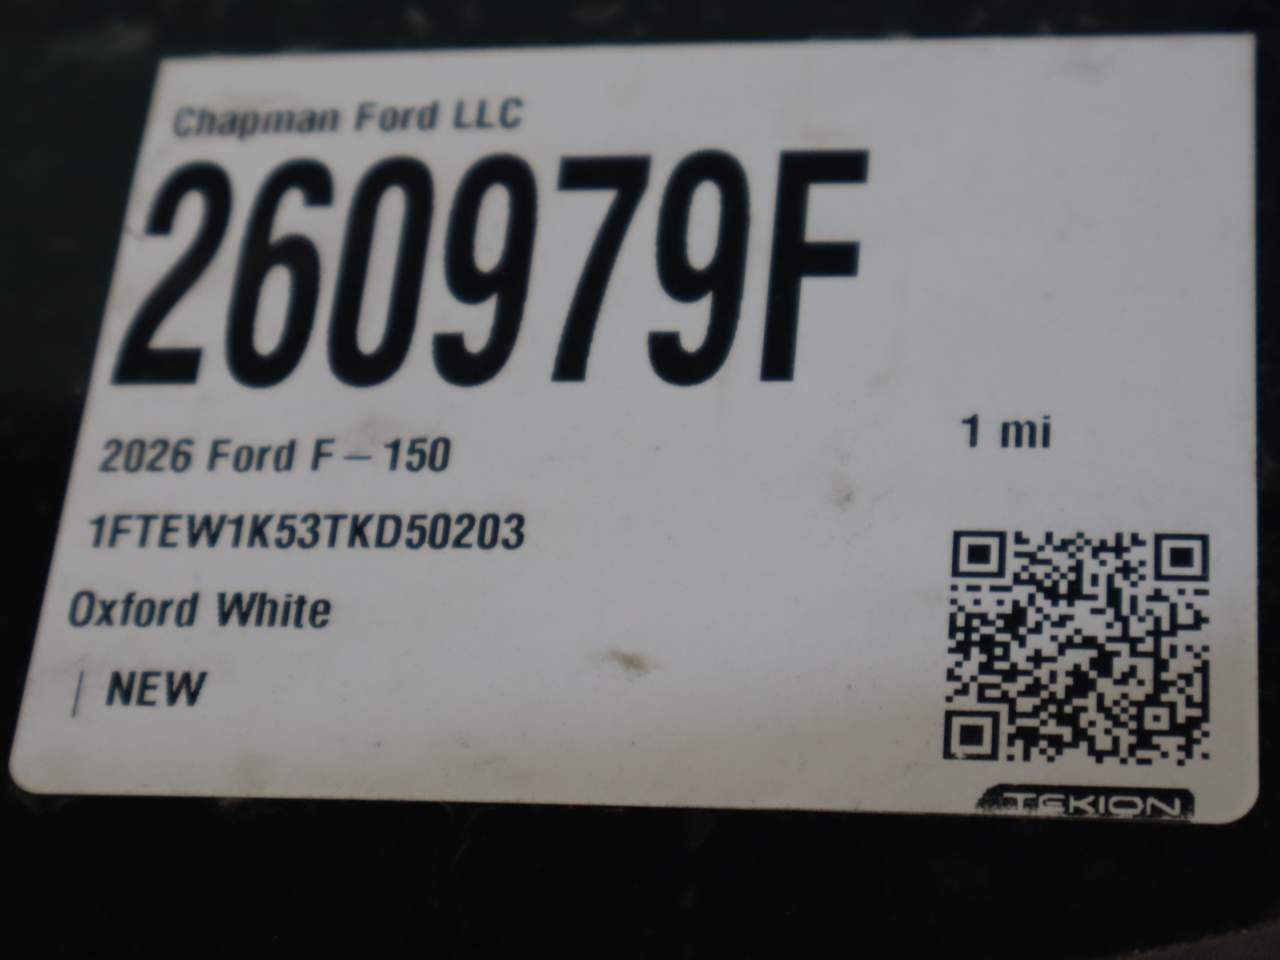 Chapman Ford LLC
260979F
2026 Ford F – 150
1 mi
1FTEW1K53TKD50203
Oxford White
| NEW
TEKION